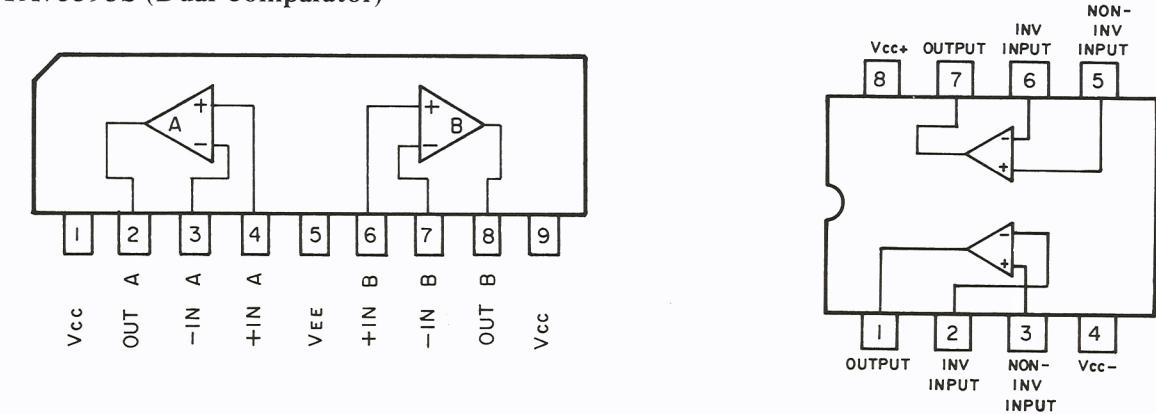 (Dual comparator)
A
+
−
+
−
B
1 2 3 4 5 6 7 8 9
Vcc
OUT A
−IN A
+IN A
VEE
+IN B
−IN B
OUT B
Vcc
Vcc+
OUTPUT
INV
INPUT
NON-
INV
INPUT
8 7 6 5
−
+
−
+
1 2 3 4
OUTPUT
INV
INPUT
NON-
INV
INPUT
Vcc−